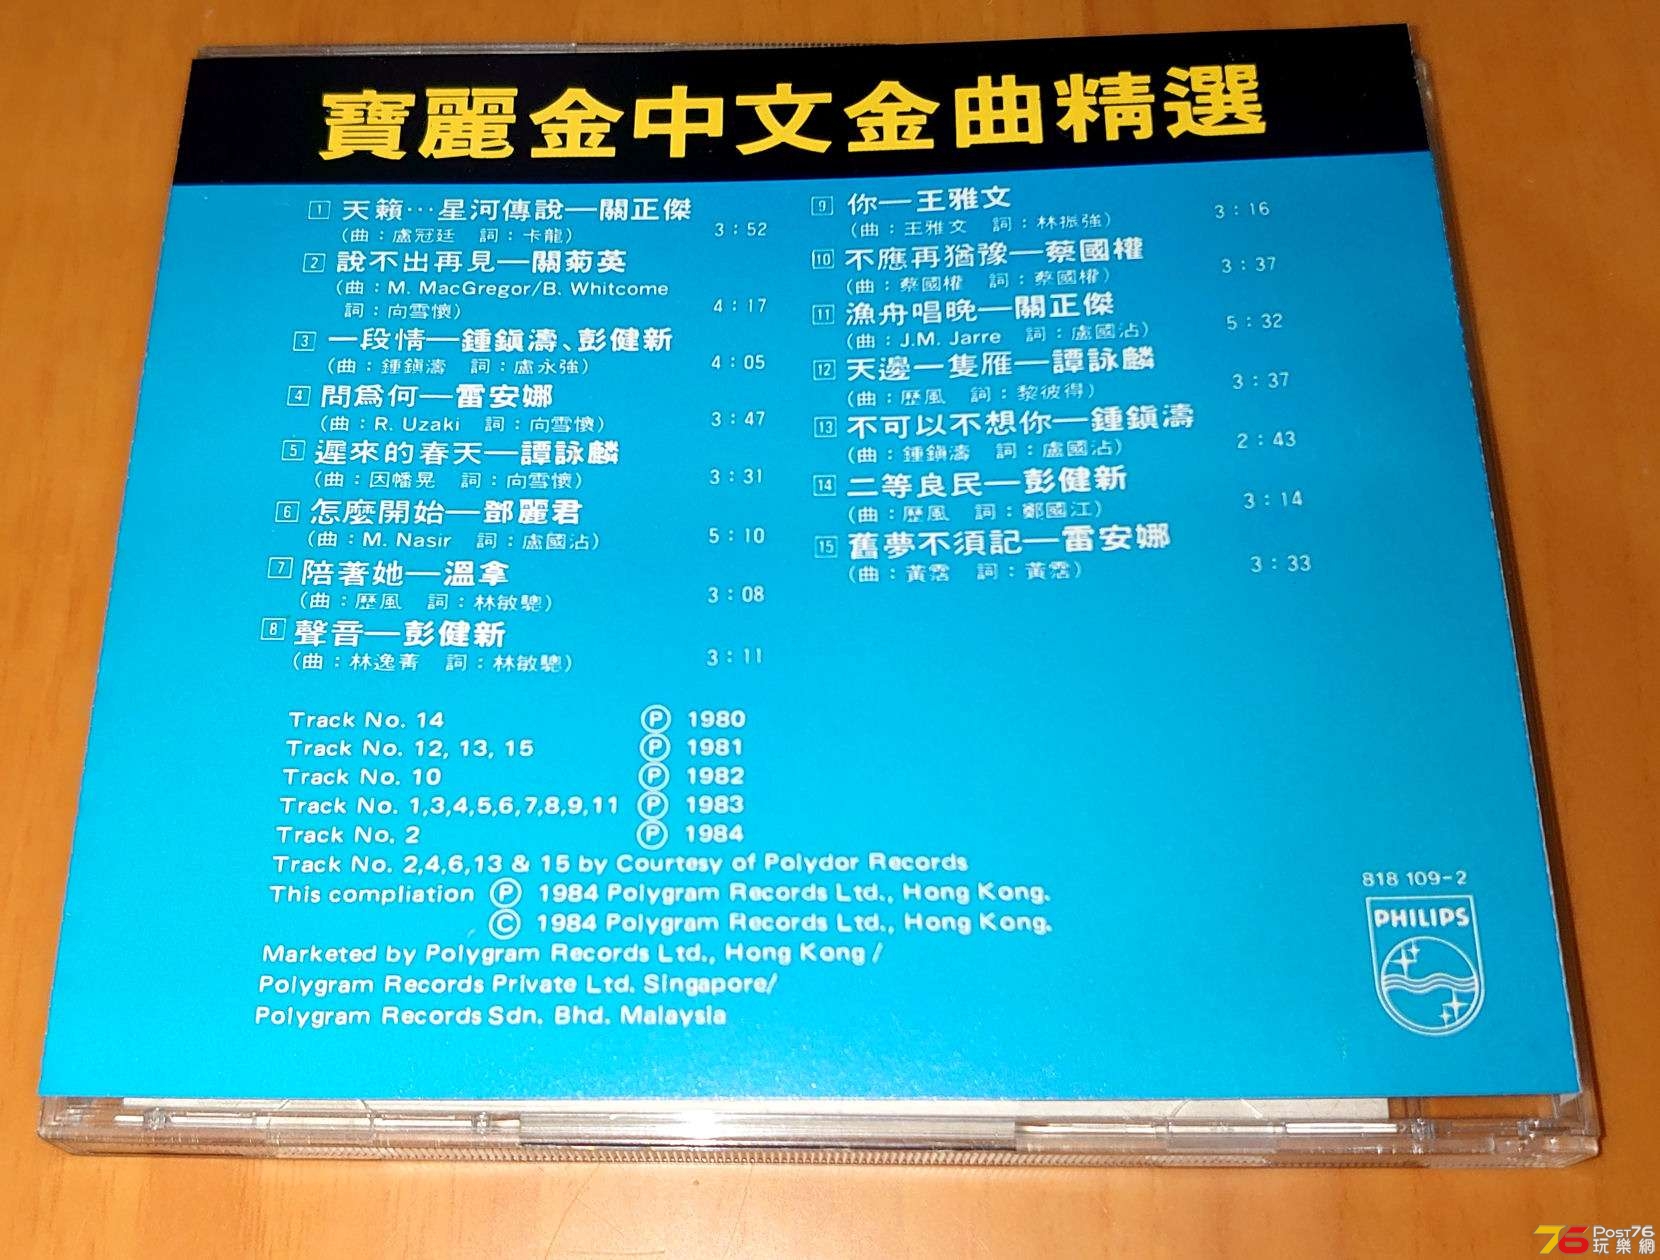 寶麗金中文金曲精選
1 天籟⋯星河傳說—關正傑 3:52
(曲:盧冠廷 詞:卡龍)
2 說不出再見—關菊英
(曲:M. MacGregor/B. Whitcome
詞:向雪懷) 4:17
3 一段情—鍾鎮濤、彭健新
(曲:鍾鎮濤 詞:盧永強) 4:05
4 問為何—雷安娜
(曲:R. Uzaki 詞:向雪懷) 3:47
5 遲來的春天—譚詠麟
(曲:因幡晃 詞:向雪懷) 3:31
6 怎麼開始—鄧麗君
(曲:M. Nasir 詞:盧國沾) 5:10
7 陪著她—溫拿
(曲:歷風 詞:林敏驄) 3:08
8 聲音—彭健新
(曲:林逸菁 詞:林敏驄) 3:11
9 你—王雅文 3:16
(曲:王雅文 詞:林振強)
10 不應再猶豫—蔡國權 3:37
(曲:蔡國權 詞:蔡國權)
11 漁舟唱晚—關正傑 5:32
(曲:J.M. Jarre 詞:盧國沾)
12 天邊一隻雁—譚詠麟 3:37
(曲:歷風 詞:黎彼得)
13 不可以不想你—鍾鎮濤 2:43
(曲:鍾鎮濤 詞:盧國沾)
14 二等良民—彭健新 3:14
(曲:歷風 詞:鄭國江)
15 舊夢不須記—雷安娜 3:33
(曲:黃霑 詞:黃霑)
Track No. 14 Ⓟ 1980
Track No. 12, 13, 15 Ⓟ 1981
Track No. 10 Ⓟ 1982
Track No. 1,3,4,5,6,7,8,9,11 Ⓟ 1983
Track No. 2 Ⓟ 1984
Track No. 2,4,6,13 & 15 by Courtesy of Polydor Records
This compliation Ⓟ 1984 Polygram Records Ltd., Hong Kong.
© 1984 Polygram Records Ltd., Hong Kong.
Marketed by Polygram Records Ltd., Hong Kong /
Polygram Records Private Ltd. Singapore/
Polygram Records Sdn. Bhd. Malaysia
818 109-2
PHILIPS
76 Post76
玩樂網